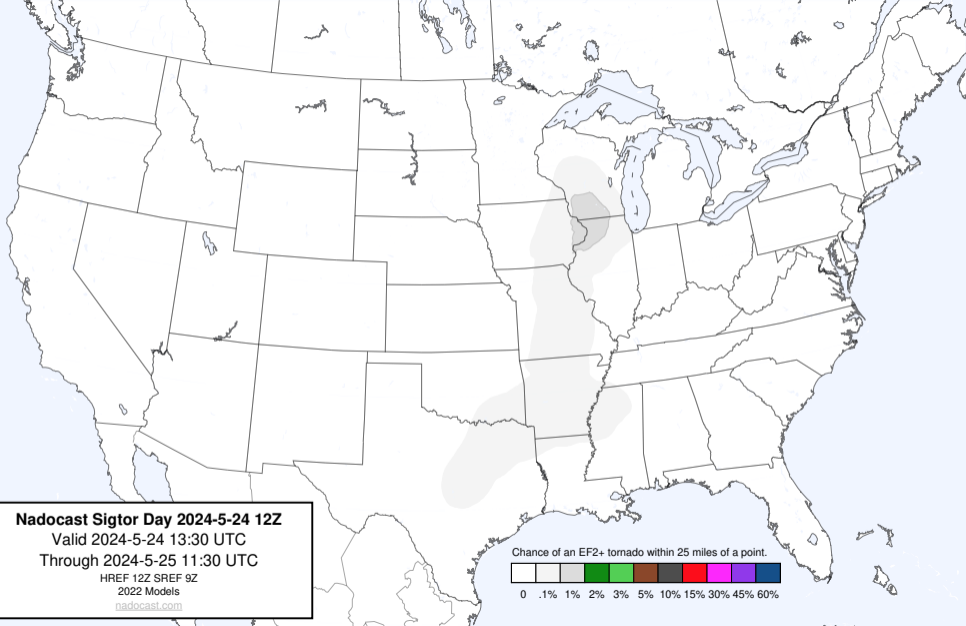 Nadocast Sigtor Day 2024-5-24 12Z
Valid 2024-5-24 13:30 UTC
Through 2024-5-25 11:30 UTC
HREF 12Z SREF 9Z
2022 Models
nadocast.com
Chance of an EF2+ tornado within 25 miles of a point.
0 .1% 1% 2% 3% 5% 10% 15% 30% 45% 60%